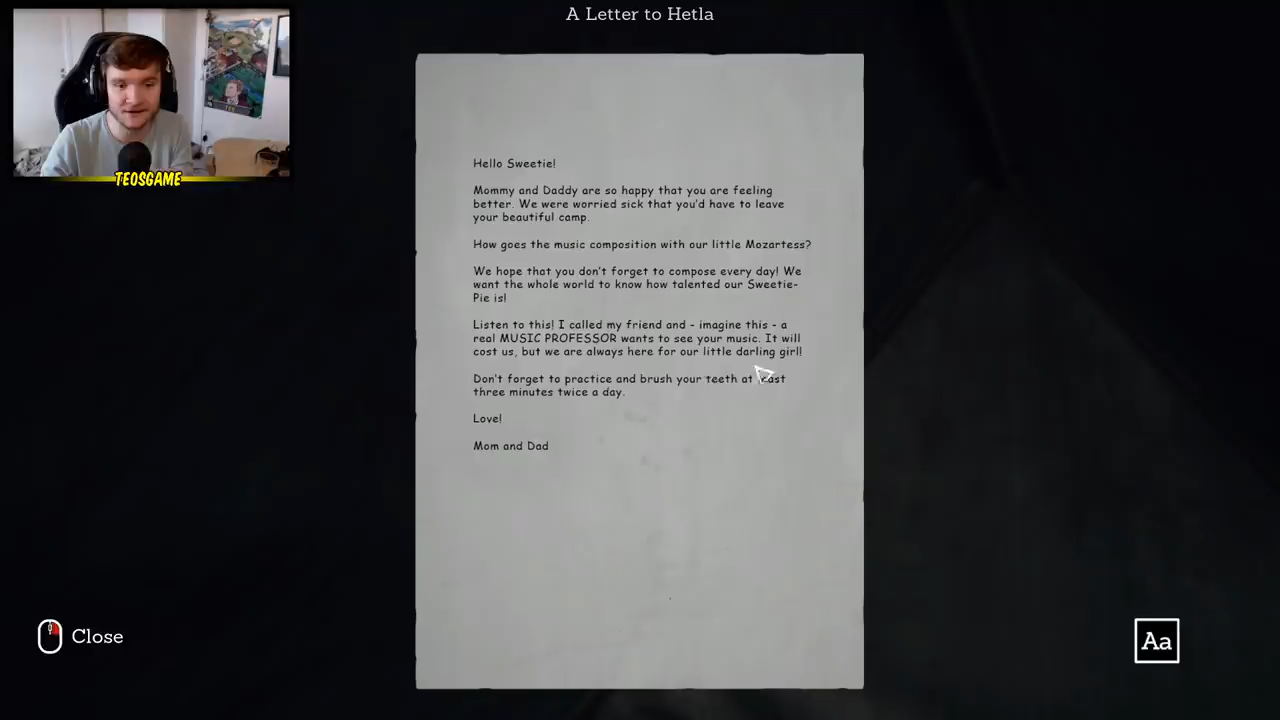 A Letter to Hetla
TEOSGAME
Hello Sweetie!
Mommy and Daddy are so happy that you are feeling
better. We were worried sick that you'd have to leave
your beautiful camp.
How goes the music composition with our little Mozartess?
We hope that you don't forget to compose every day! We
want the whole world to know how talented our Sweetie-
Pie is!
Listen to this! I called my friend and - imagine this - a
real MUSIC PROFESSOR wants to see your music. It will
cost us, but we are always here for our little darling girl!
Don't forget to practice and brush your teeth at least
three minutes twice a day.
Love!
Mom and Dad
Close
Aa